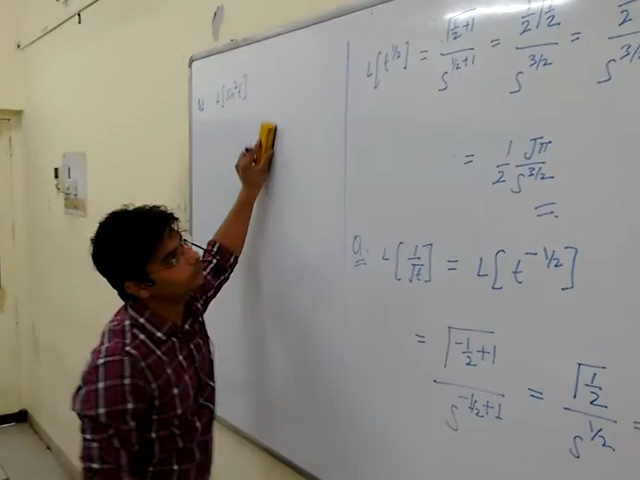 L[sin²t]
L[t^{1/2}] = Γ(1/2+1) / s^{1/2+1} = 1/2 Γ(1/2) / s^{3/2} =
= 1/2 √π / s^{3/2}
Q. L[1/√t] = L[t^{-1/2}]
= Γ(-1/2+1) / s^{-1/2+1} = Γ(1/2) / s^{1/2} =